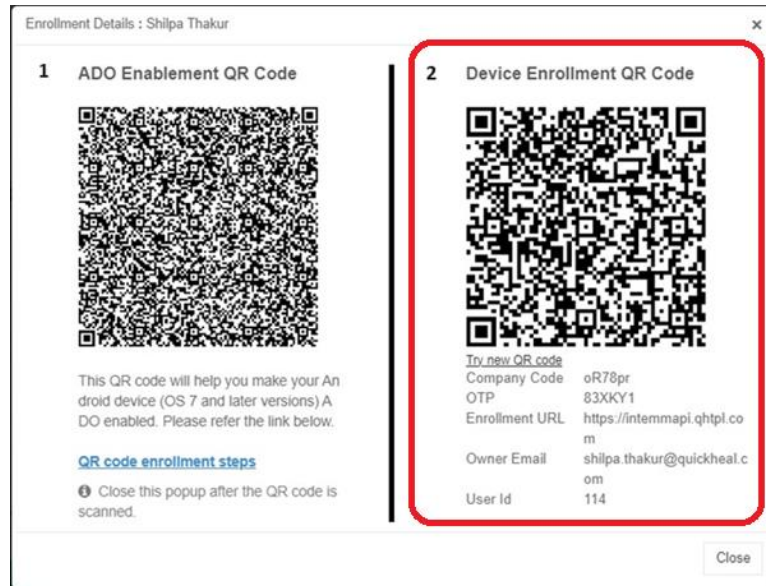 Enrollment Details : Shilpa Thakur
×
1 ADO Enablement QR Code
This QR code will help you make your An
droid device (OS 7 and later versions) A
DO enabled. Please refer the link below.
QR code enrollment steps
Close this popup after the QR code is
scanned.
2 Device Enrollment QR Code
Try new QR code
Company Code oR78pr
OTP 83XKY1
Enrollment URL https://intemmapi.qhtpl.co
m
Owner Email shilpa.thakur@quickheal.c
om
User Id 114
Close